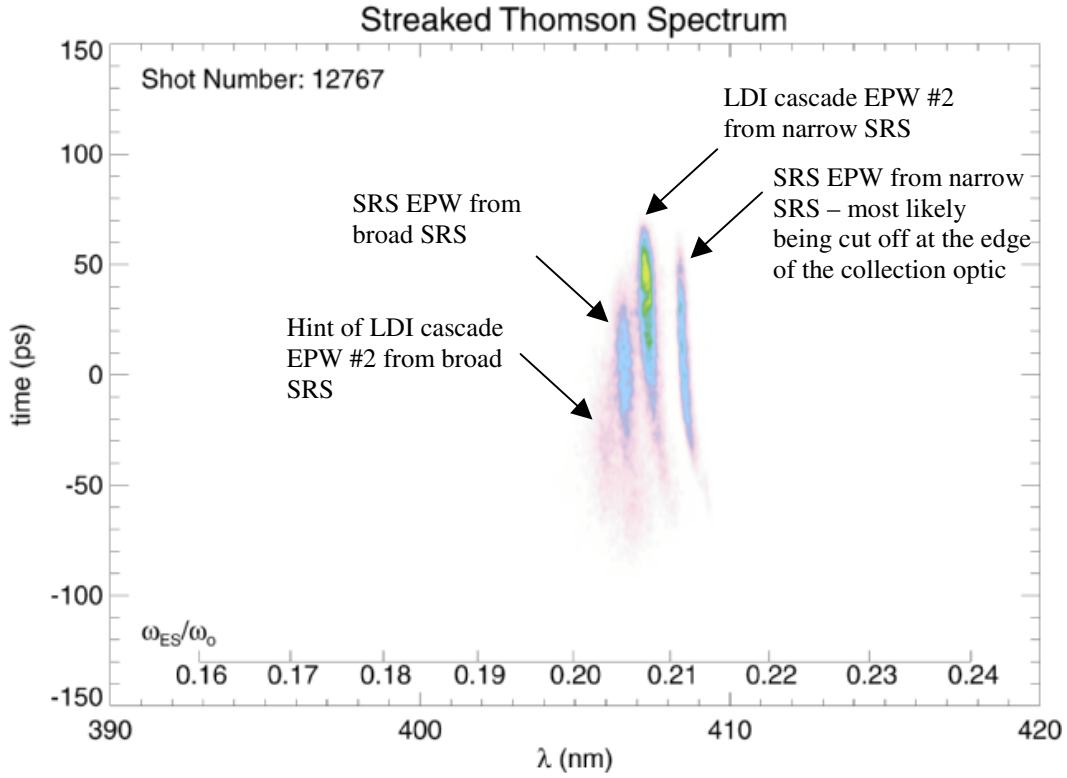 Streaked Thomson Spectrum
Shot Number: 12767
LDI cascade EPW #2
from narrow SRS
SRS EPW from narrow
SRS – most likely
being cut off at the edge
of the collection optic
SRS EPW from
broad SRS
Hint of LDI cascade
EPW #2 from broad
SRS
time (ps)
150
100
50
0
-50
-100
-150
ωES/ωo
0.16 0.17 0.18 0.19 0.20 0.21 0.22 0.23 0.24
390 400 410 420
λ (nm)